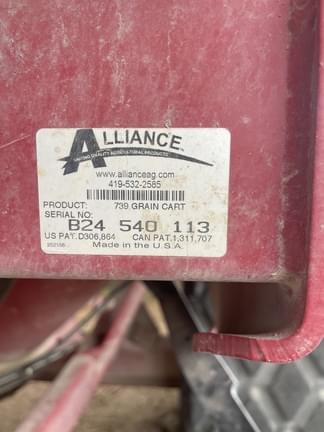 ALLIANCE™
UNITING QUALITY AGRICULTURAL PRODUCTS
www.allianceag.com
419-532-2585
PRODUCT: 739 GRAIN CART
SERIAL NO:
B24 540 113
US PAT.D306,864 CAN PAT.1,311,707
Made in the U.S.A.